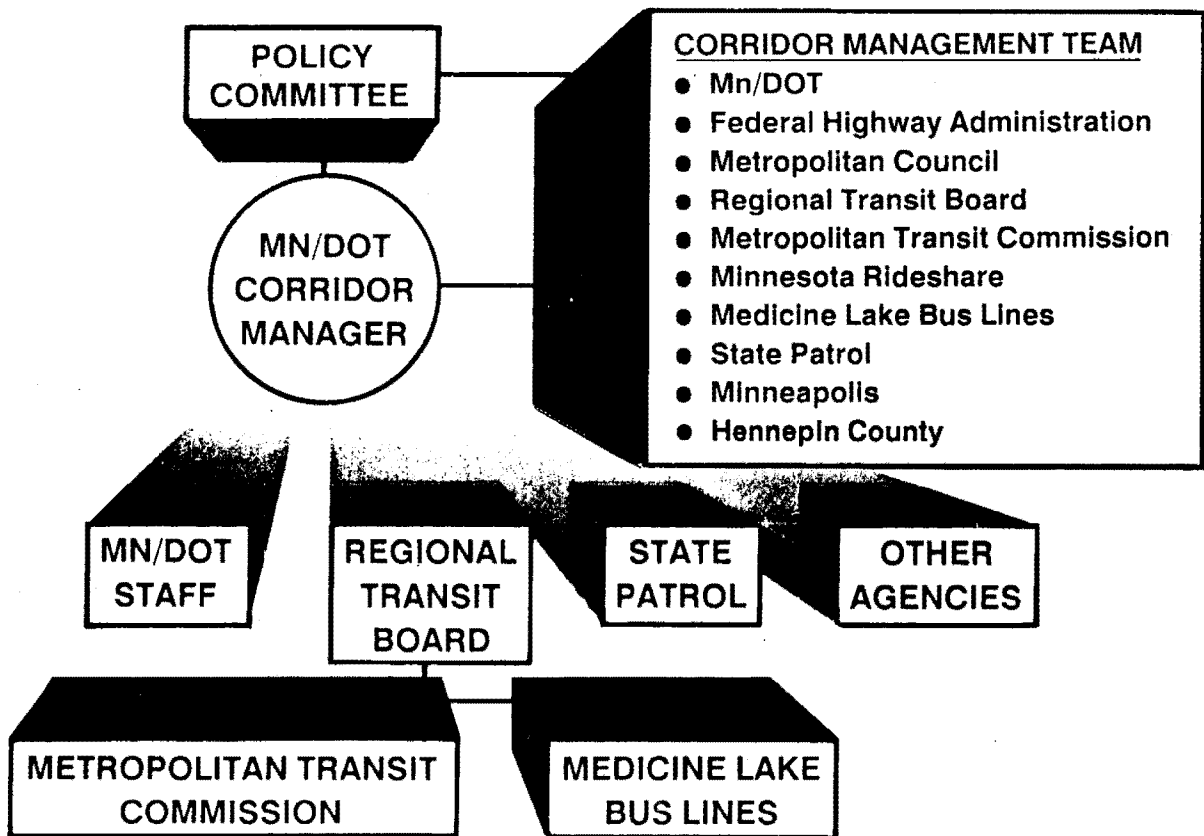 POLICY
COMMITTEE
CORRIDOR MANAGEMENT TEAM
● Mn/DOT
● Federal Highway Administration
● Metropolitan Council
● Regional Transit Board
● Metropolitan Transit Commission
● Minnesota Rideshare
● Medicine Lake Bus Lines
● State Patrol
● Minneapolis
● Hennepin County
MN/DOT
CORRIDOR
MANAGER
MN/DOT
STAFF
REGIONAL
TRANSIT
BOARD
STATE
PATROL
OTHER
AGENCIES
METROPOLITAN TRANSIT
COMMISSION
MEDICINE LAKE
BUS LINES